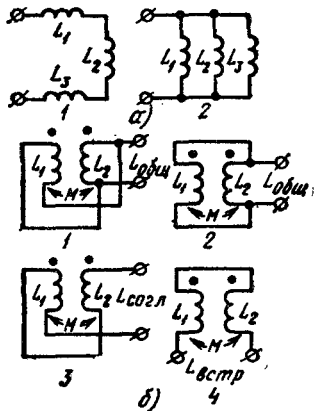 L₁ L₂ L₃
L₁ L₂ L₃
1 а) 2
L₁ L₂ M Lобщ
L₁ L₂ M Lобщ
1 2
L₁ L₂ M Lсогл
L₁ L₂ M Lвстр
3 б) 4